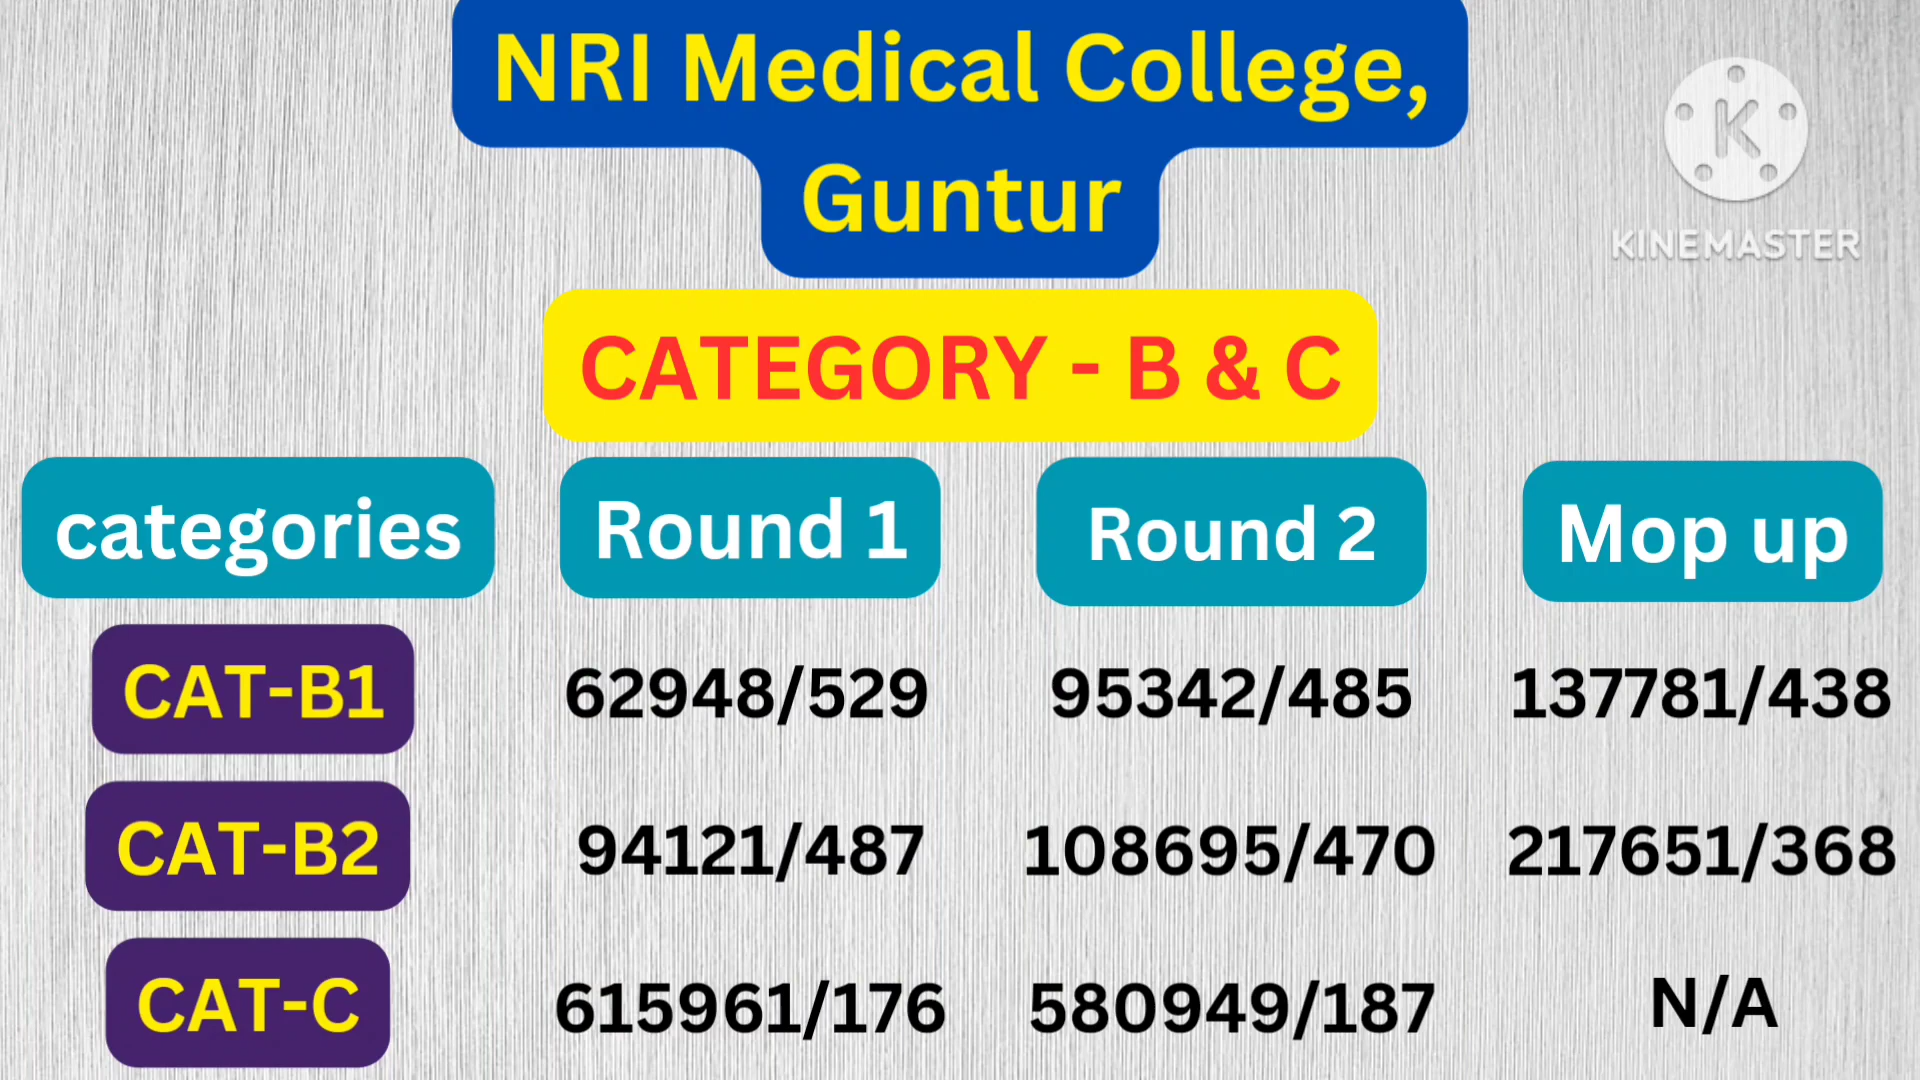 NRI Medical College,
Guntur
K
KINEMASTER
CATEGORY - B & C
categories Round 1 Round 2 Mop up
CAT-B1 62948/529 95342/485 137781/438
CAT-B2 94121/487 108695/470 217651/368
CAT-C 615961/176 580949/187 N/A